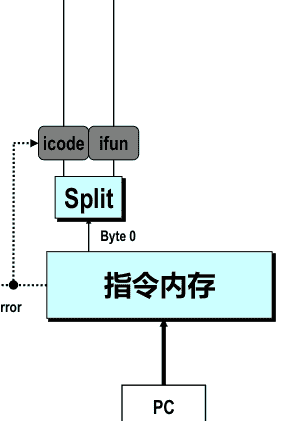 icode ifun
Split
Byte 0
指令内存
rror
PC